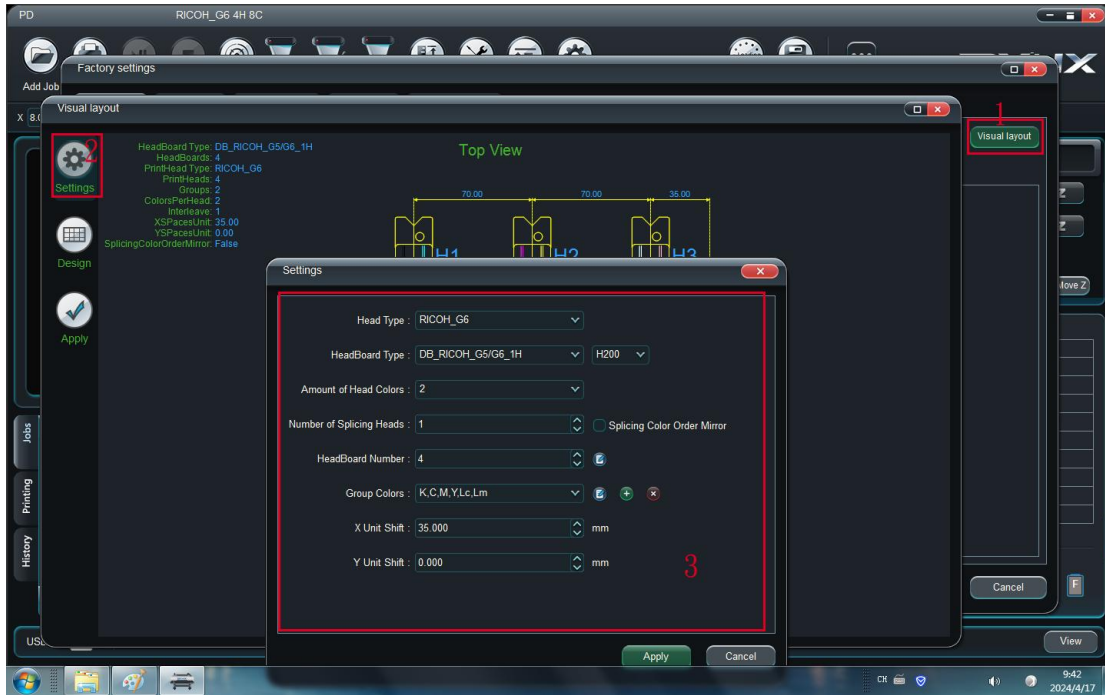 PD RICOH_G6 4H 8C
Add Job
Factory settings
Visual layout
1
Visual layout
2
Settings
Design
Apply
HeadBoard Type: DB_RICOH_G5/G6_1H
HeadBoards: 4
PrintHead Type: RICOH_G6
PrintHeads: 4
Groups: 2
ColorsPerHead: 2
Interleave: 1
XSPacesUnit: 35.00
YSPacesUnit: 0.00
SplicingColorOrderMirror: False
Top View
70.00 70.00 35.00
H1 H2 H3
Settings
Head Type : RICOH_G6
HeadBoard Type : DB_RICOH_G5/G6_1H H200
Amount of Head Colors : 2
Number of Splicing Heads : 1 Splicing Color Order Mirror
HeadBoard Number : 4
Group Colors : K,C,M,Y,Lc,Lm
X Unit Shift : 35.000 mm
Y Unit Shift : 0.000 mm
3
Apply Cancel
Z
Z
Move Z
Jobs
Printing
History
Cancel
F
View
CH
9:42
2024/4/17